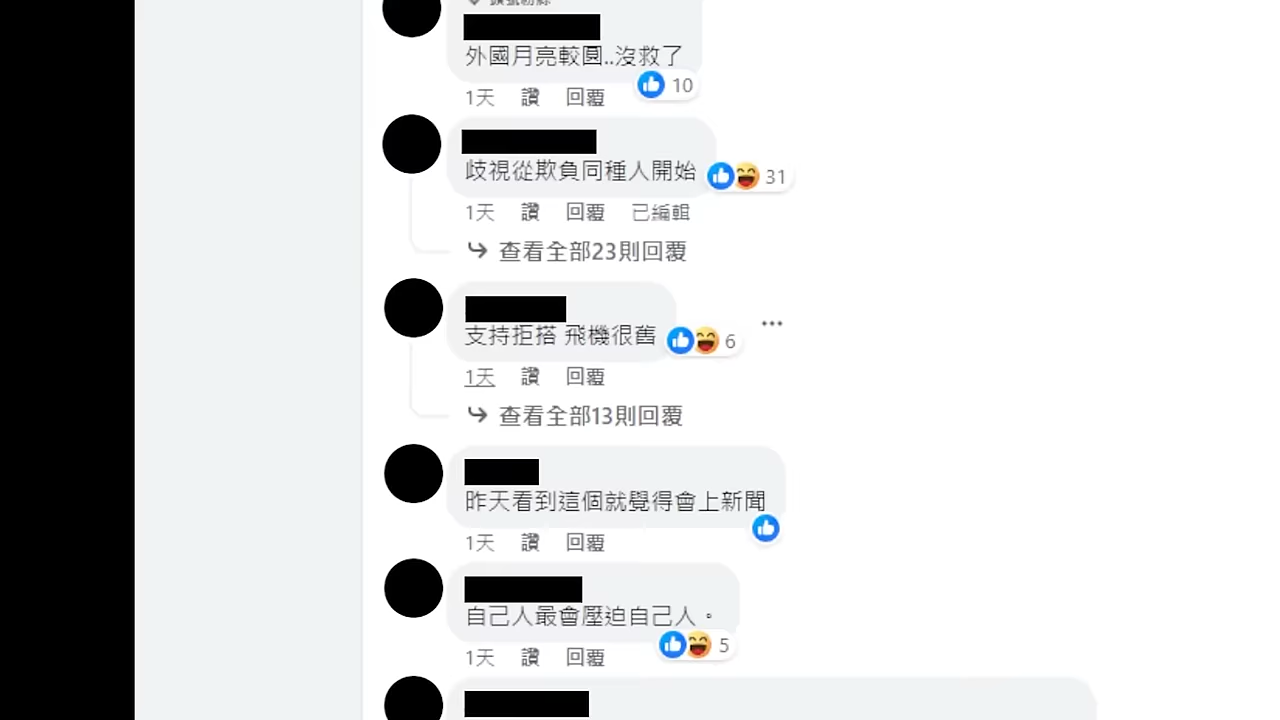 外國月亮較圓..沒救了
10
1天 讚 回覆
歧視從欺負同種人開始
31
1天 讚 回覆 已編輯
查看全部23則回覆
支持拒搭 飛機很舊
6
1天 讚 回覆
查看全部13則回覆
昨天看到這個就覺得會上新聞
1天 讚 回覆
自己人最會壓迫自己人。
5
1天 讚 回覆